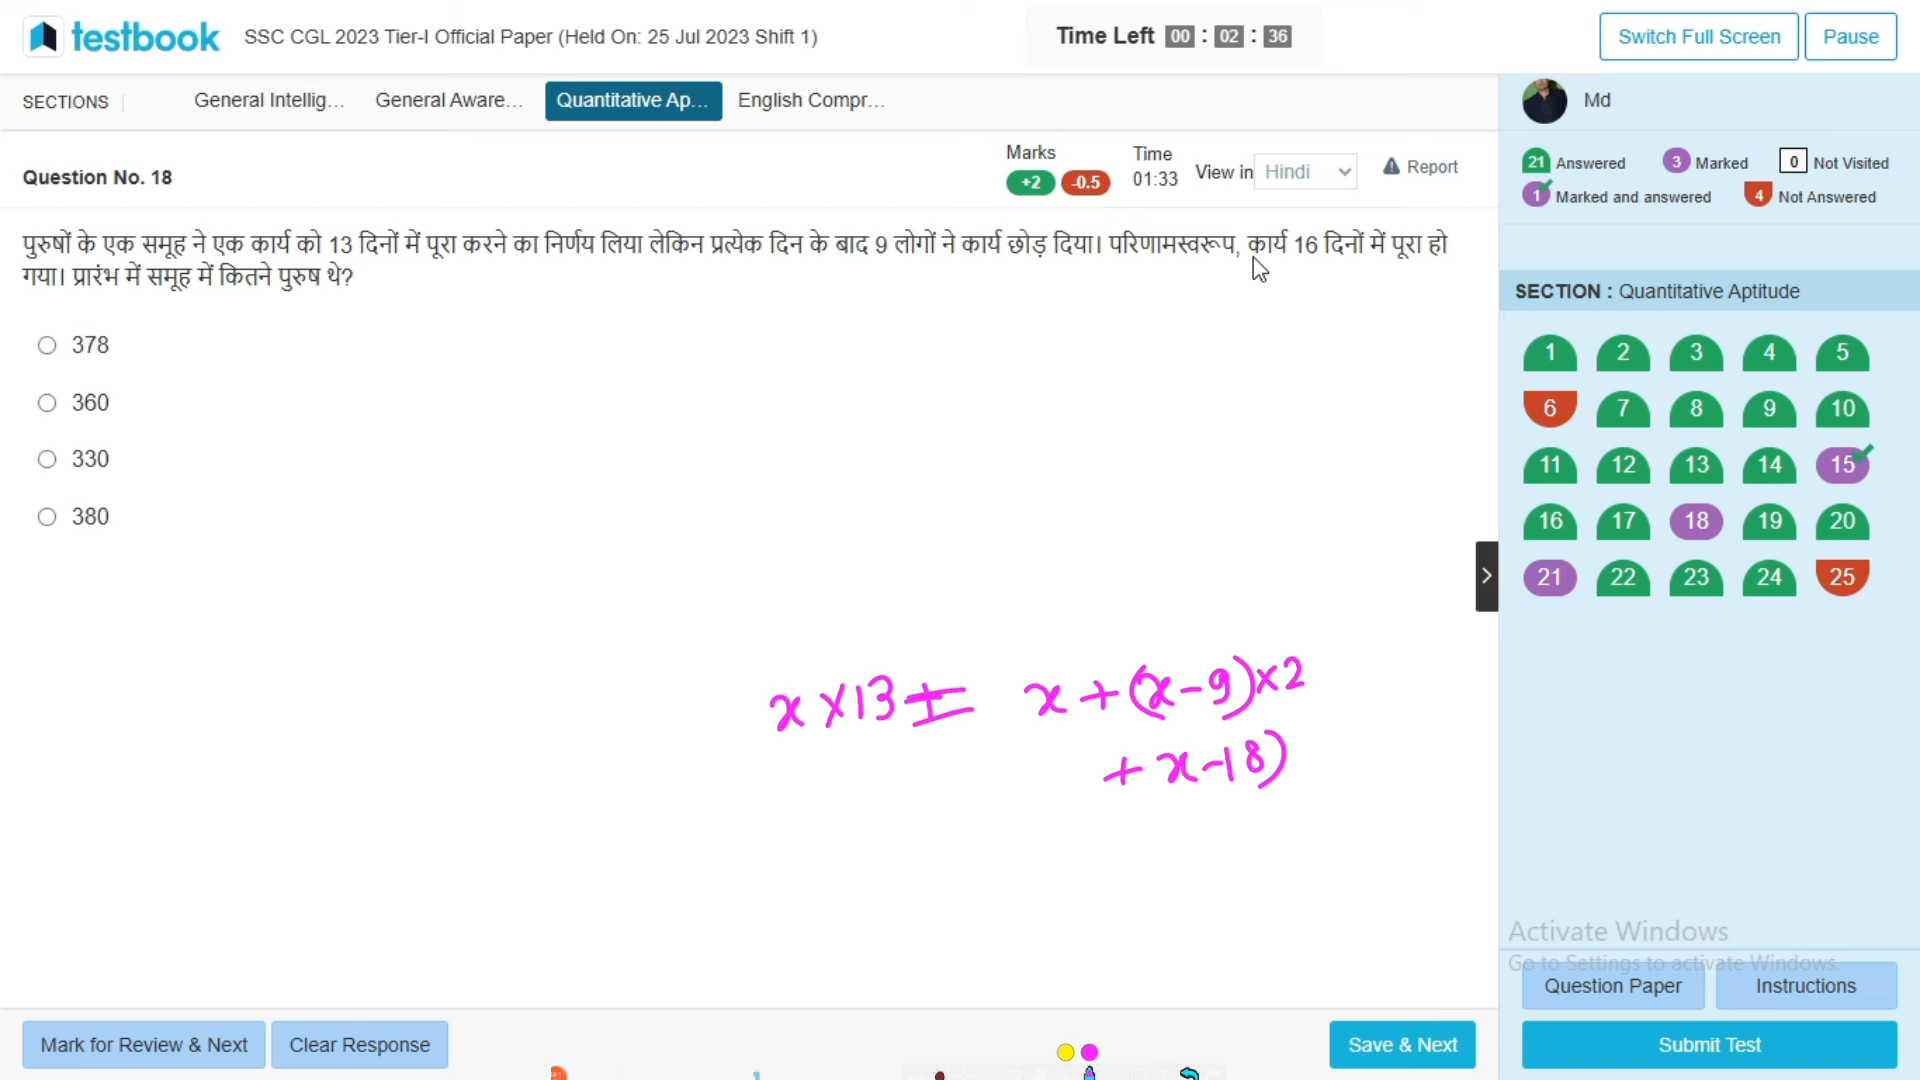 testbook SSC CGL 2023 Tier-I Official Paper (Held On: 25 Jul 2023 Shift 1) Time Left 00 : 02 : 36 Switch Full Screen Pause
SECTIONS General Intellig... General Aware... Quantitative Ap... English Compr...
Md
Question No. 18
Marks
+2 -0.5
Time
01:33
View in Hindi
Report
21 Answered 3 Marked 0 Not Visited
1 Marked and answered 4 Not Answered
पुरुषों के एक समूह ने एक कार्य को 13 दिनों में पूरा करने का निर्णय लिया लेकिन प्रत्येक दिन के बाद 9 लोगों ने कार्य छोड़ दिया। परिणामस्वरूप, कार्य 16 दिनों में पूरा हो
गया। प्रारंभ में समूह में कितने पुरुष थे?
378
360
330
380
SECTION : Quantitative Aptitude
1 2 3 4 5
6 7 8 9 10
11 12 13 14 15
16 17 18 19 20
21 22 23 24 25
x × 13 = x + (x - 9) × 2
+ x - 18)
Activate Windows
Go to Settings to activate Windows.
Question Paper Instructions
Mark for Review & Next Clear Response Save & Next Submit Test